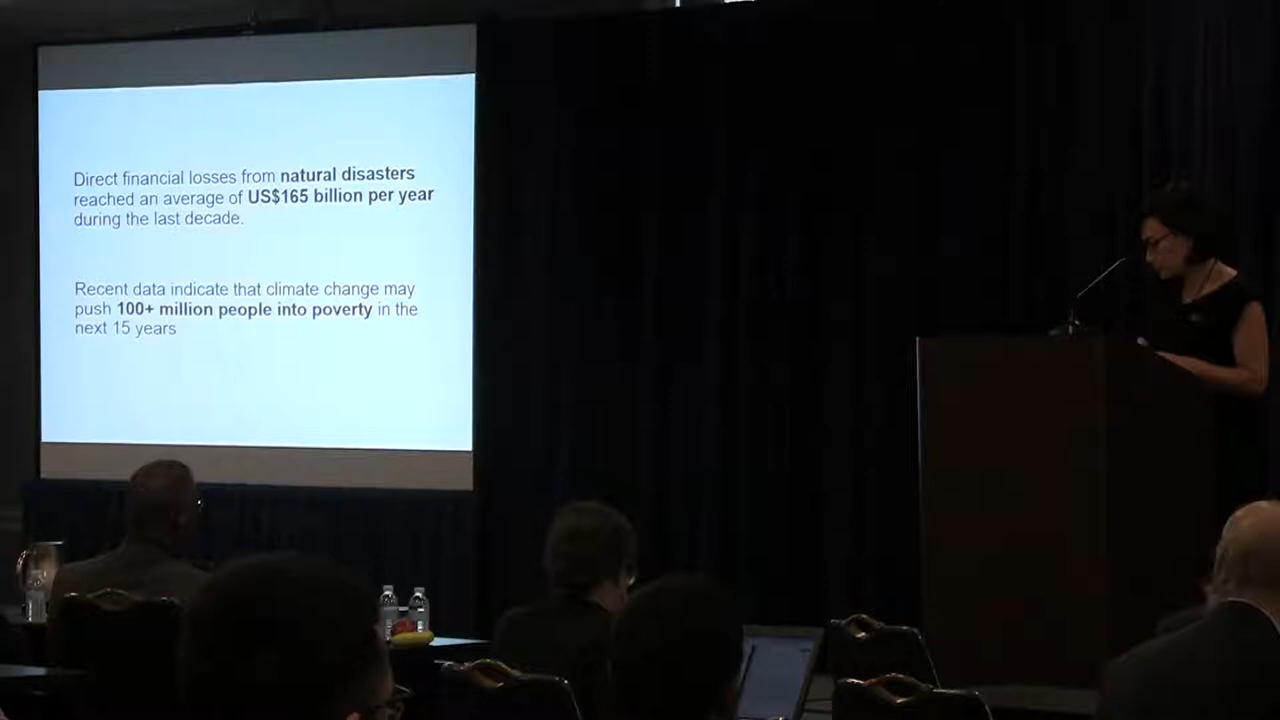 Direct financial losses from natural disasters
reached an average of US$165 billion per year
during the last decade.
Recent data indicate that climate change may
push 100+ million people into poverty in the
next 15 years